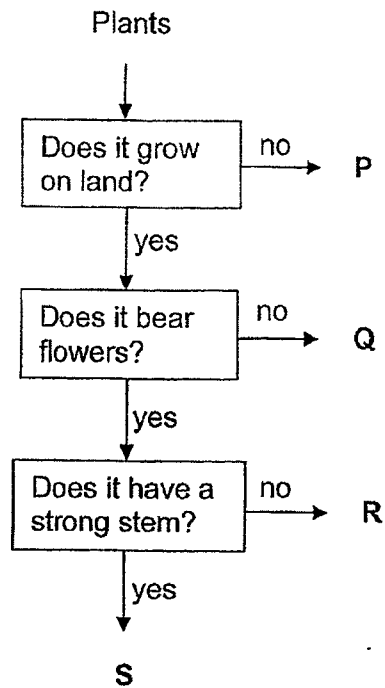 Plants
Does it grow
on land?
no
P
yes
Does it bear
flowers?
no
Q
yes
Does it have a
strong stem?
no
R
yes
S